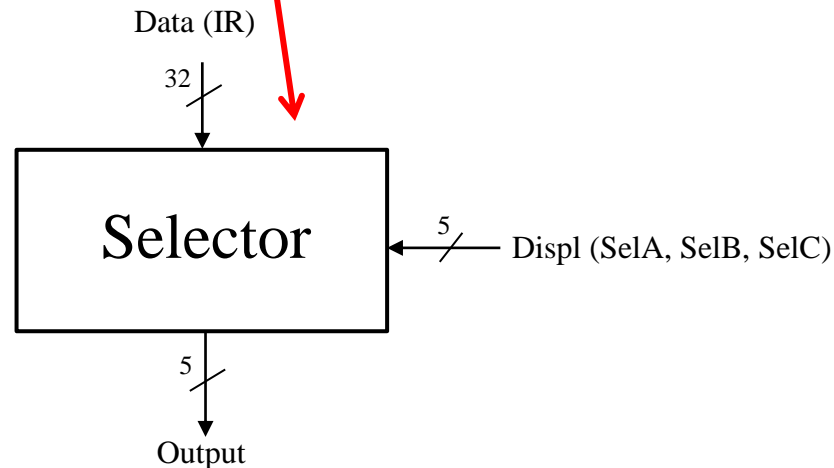 Data (IR)
32
Selector
5
Displ (SelA, SelB, SelC)
5
Output